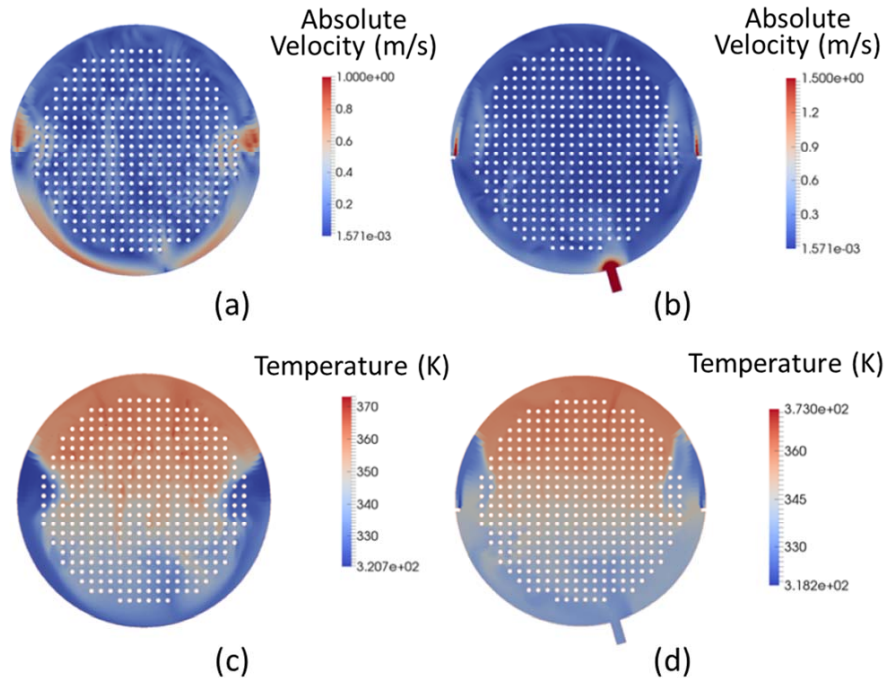 Absolute
Velocity (m/s)
1.000e+00
0.8
0.6
0.4
0.2
1.571e-03
(a)
Absolute
Velocity (m/s)
1.500e+00
1.2
0.9
0.6
0.3
1.571e-03
(b)
Temperature (K)
370
360
350
340
330
3.207e+02
(c)
Temperature (K)
3.730e+02
360
345
330
3.182e+02
(d)